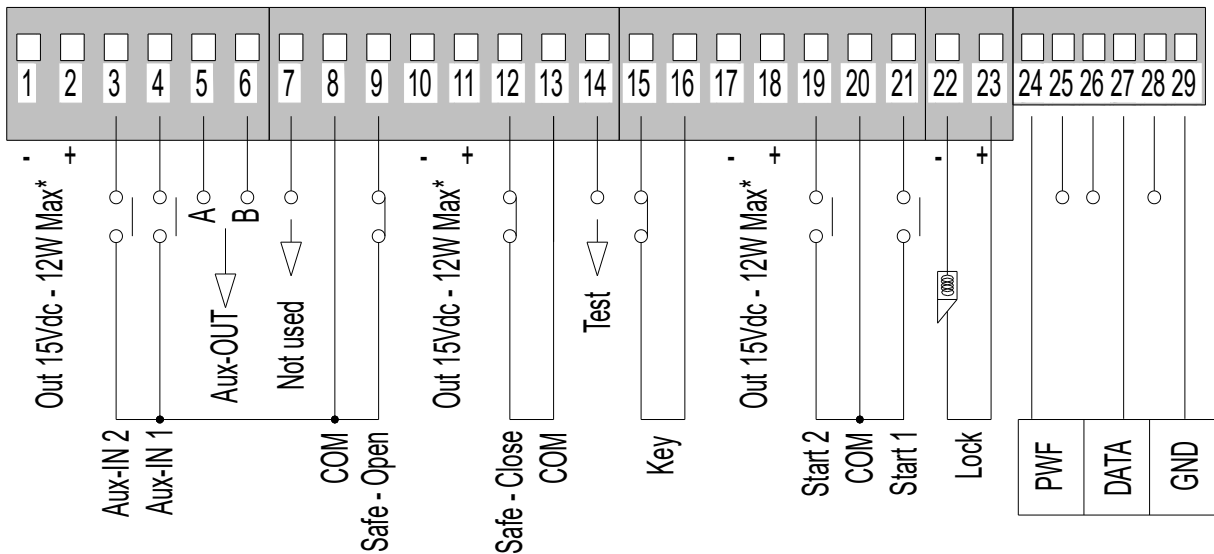 1 2 3 4 5 6 7 8 9 10 11 12 13 14 15 16 17 18 19 20 21 22 23 24 25 26 27 28 29
- + - + - + - +
Out 15Vdc - 12W Max*
A
B
Aux-OUT
Not used
Out 15Vdc - 12W Max*
Test
Out 15Vdc - 12W Max*
Aux-IN 2
Aux-IN 1
COM
Safe - Open
Safe - Close
COM
Key
Start 2
COM
Start 1
Lock
PWF
DATA
GND